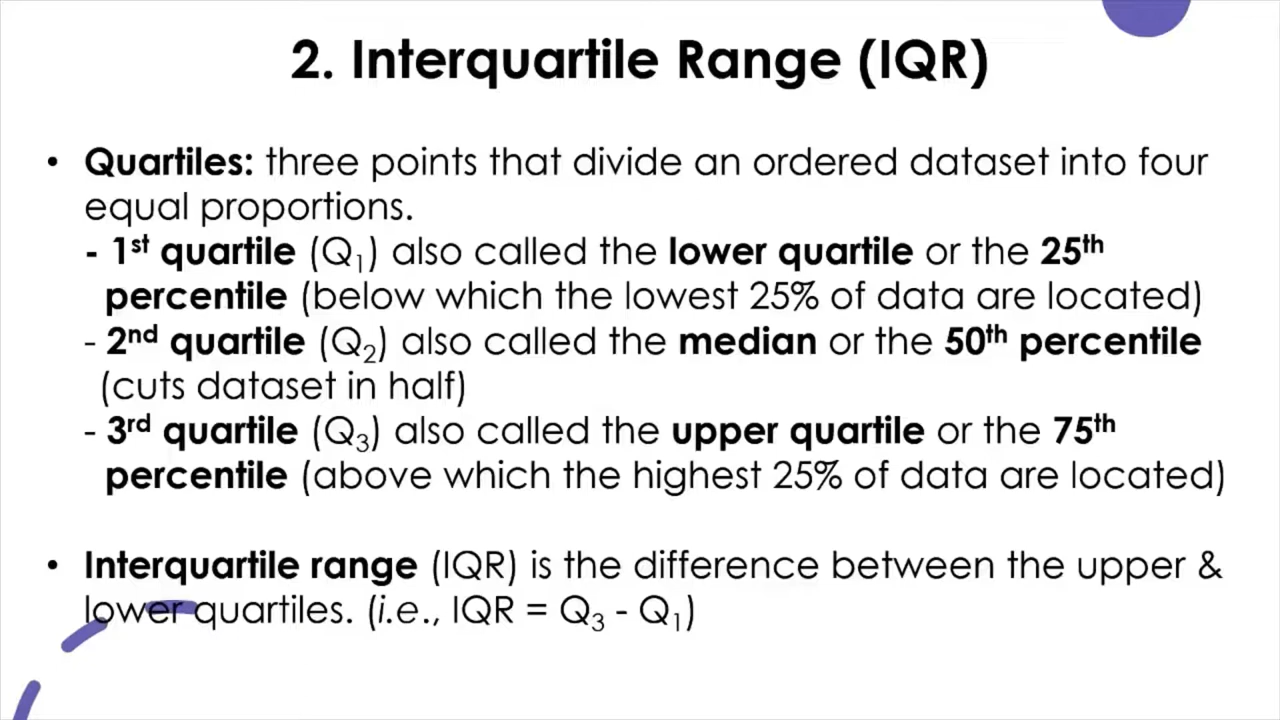 2. Interquartile Range (IQR)
• Quartiles: three points that divide an ordered dataset into four
equal proportions.
- 1st quartile (Q1) also called the lower quartile or the 25th
percentile (below which the lowest 25% of data are located)
- 2nd quartile (Q2) also called the median or the 50th percentile
(cuts dataset in half)
- 3rd quartile (Q3) also called the upper quartile or the 75th
percentile (above which the highest 25% of data are located)
• Interquartile range (IQR) is the difference between the upper &
lower quartiles. (i.e., IQR = Q3 - Q1)